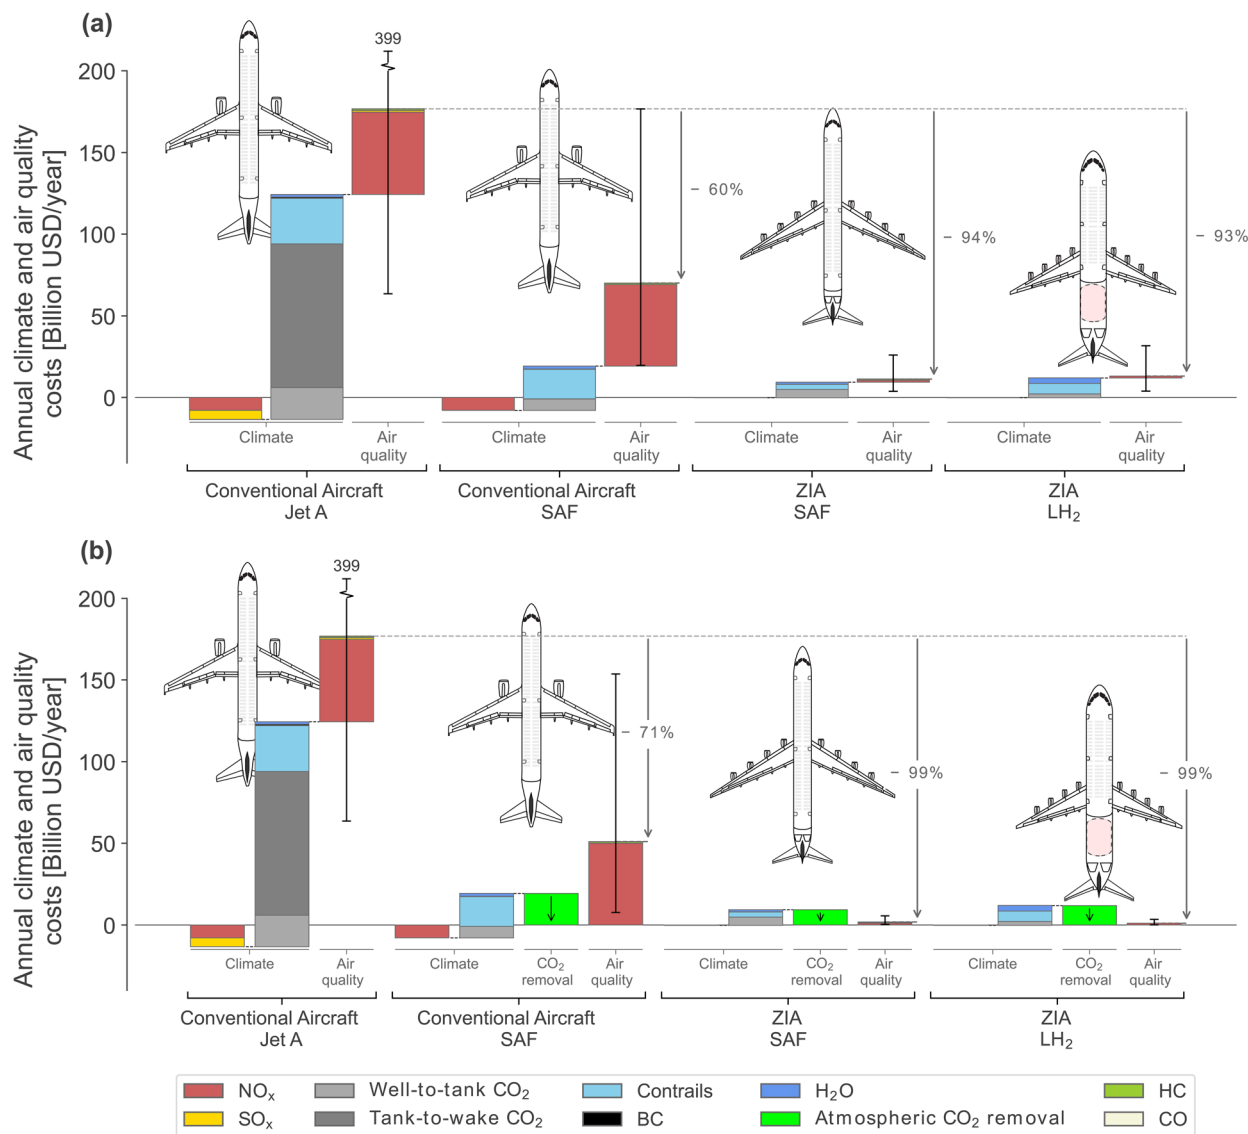 (a)
399
200
150
100
50
0
Annual climate and air quality
costs [Billion USD/year]
− 60%
− 94%
− 93%
Climate
Air
quality
Climate
Air
quality
Climate
Air
quality
Climate
Air
quality
Conventional Aircraft
Jet A
Conventional Aircraft
SAF
ZIA
SAF
ZIA
LH₂
(b)
399
200
150
100
50
0
Annual climate and air quality
costs [Billion USD/year]
− 71%
− 99%
− 99%
Climate
Air
quality
Climate
CO₂
removal
Air
quality
Climate
CO₂
removal
Air
quality
Climate
CO₂
removal
Air
quality
Conventional Aircraft
Jet A
Conventional Aircraft
SAF
ZIA
SAF
ZIA
LH₂
NOₓ
Well-to-tank CO₂
Contrails
H₂O
HC
SOₓ
Tank-to-wake CO₂
BC
Atmospheric CO₂ removal
CO